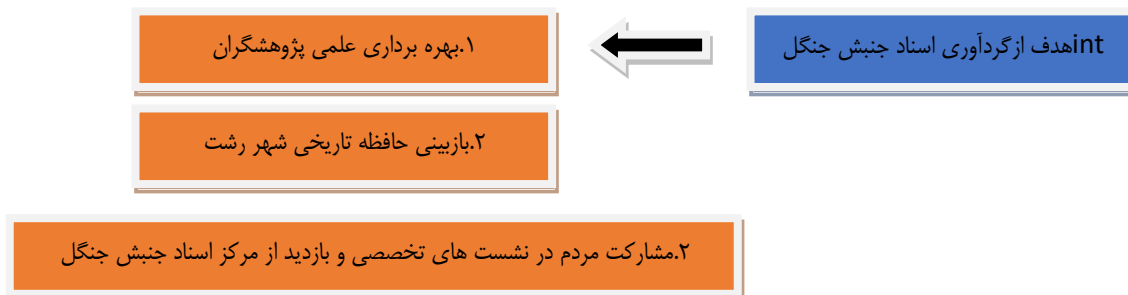 intهدف ازگردآوری اسناد جنبش جنگل
۱.بهره برداری علمی پژوهشگران
۲.بازبینی حافظه تاریخی شهر رشت
۲.مشارکت مردم در نشست های تخصصی و بازدید از مرکز اسناد جنبش جنگل